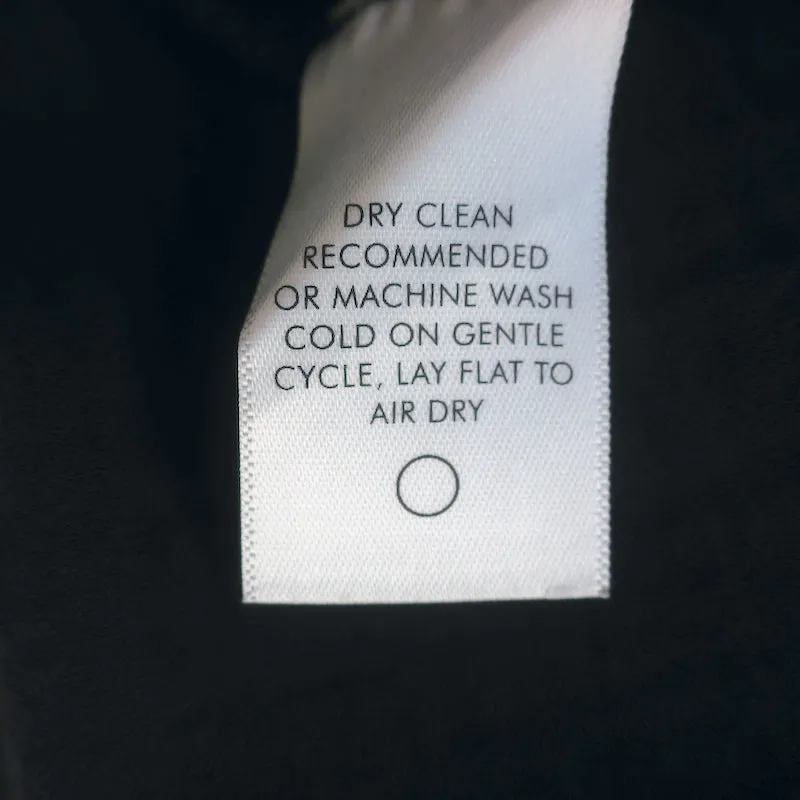 DRY CLEAN
RECOMMENDED
OR MACHINE WASH
COLD ON GENTLE
CYCLE, LAY FLAT TO
AIR DRY